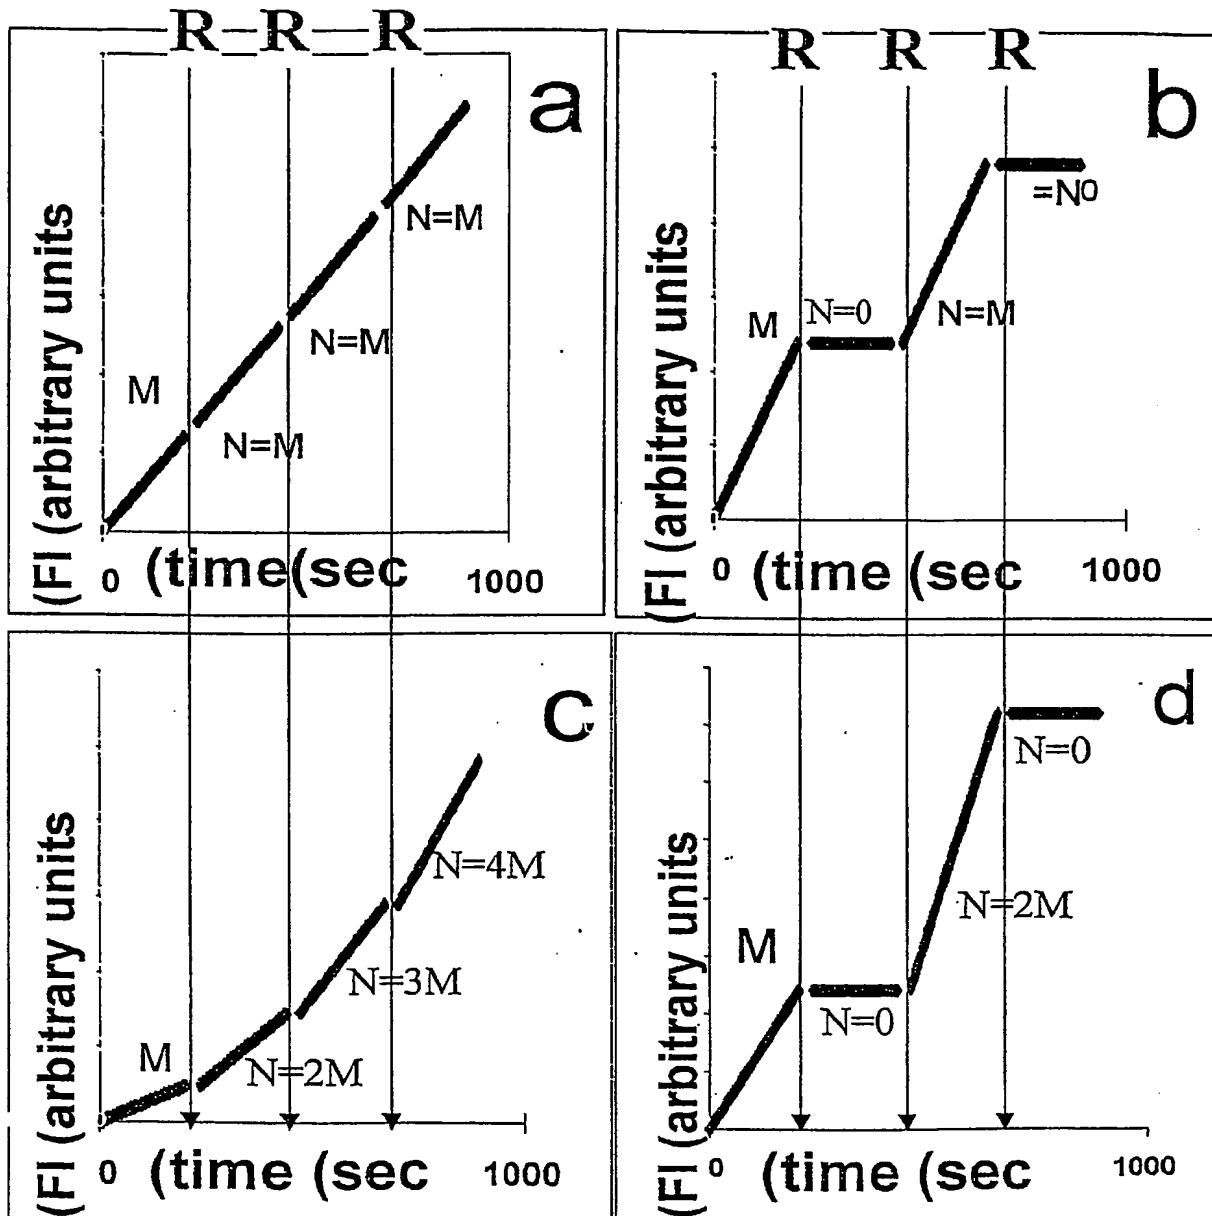 R R R
a
(FI (arbitrary units
M
N=M
N=M
N=M
0 1000
(time(sec
R R R
b
(FI (arbitrary units
M
N=0
N=M
=N0
0 1000
(time (sec
c
(FI (arbitrary units
M
N=2M
N=3M
N=4M
0 1000
(time (sec
d
(FI (arbitrary units
M
N=0
N=2M
N=0
0 1000
(time (sec